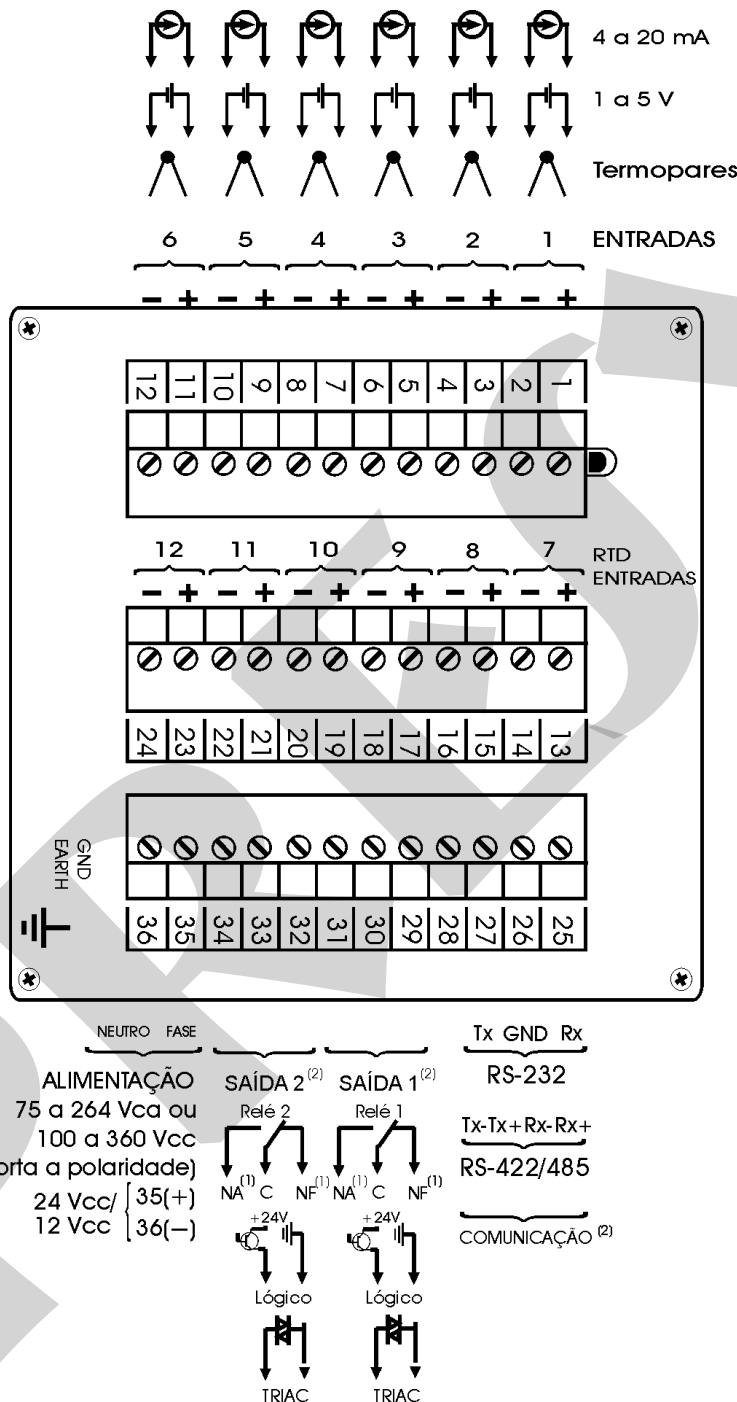 4 a 20 mA
1 a 5 V
Termopares
6 5 4 3 2 1 ENTRADAS
− + − + − + − + − + − +
12 11 10 9 8 7 6 5 4 3 2 1
12 11 10 9 8 7 RTD
ENTRADAS
− + − + − + − + − + − +
24 23 22 21 20 19 18 17 16 15 14 13
GND
EARTH
36 35 34 33 32 31 30 29 28 27 26 25
NEUTRO FASE
Tx GND Rx
ALIMENTAÇÃO
SAÍDA 2 (2)
SAÍDA 1 (2)
RS-232
75 a 264 Vca ou
Relé 2
Relé 1
100 a 360 Vcc
Tx-Tx+Rx-Rx+
orta a polaridade)
RS-422/485
NA(1) C NF(1) NA(1) C NF(1)
24 Vcc/ 35(+)
12 Vcc 36(−)
+24V
+24V
COMUNICAÇÃO (2)
Lógico
Lógico
TRIAC
TRIAC